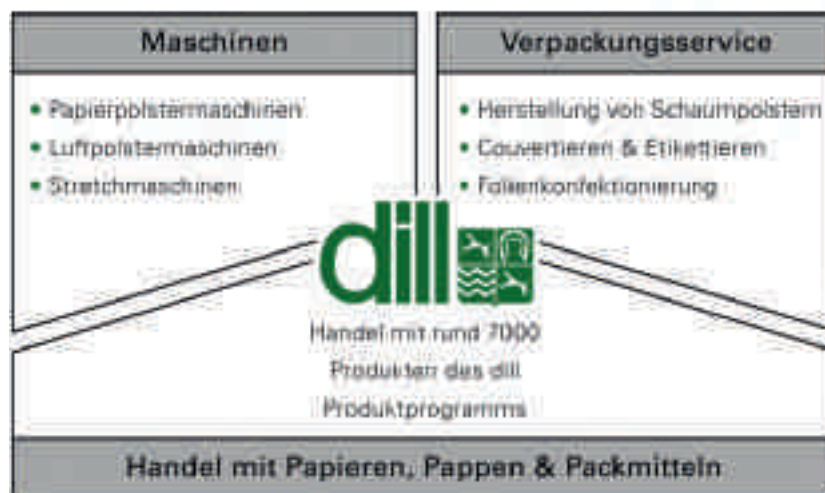 Maschinen
• Papierpolstermaschinen
• Luftpolstermaschinen
• Stretchmaschinen
Verpackungsservice
• Herstellung von Schaumpolstern
• Couvertieren & Etikettieren
• Folienkonfektionierung
dill
Handel mit rund 7000
Produkten des dill
Produktprogramms
Handel mit Papieren, Pappen & Packmitteln